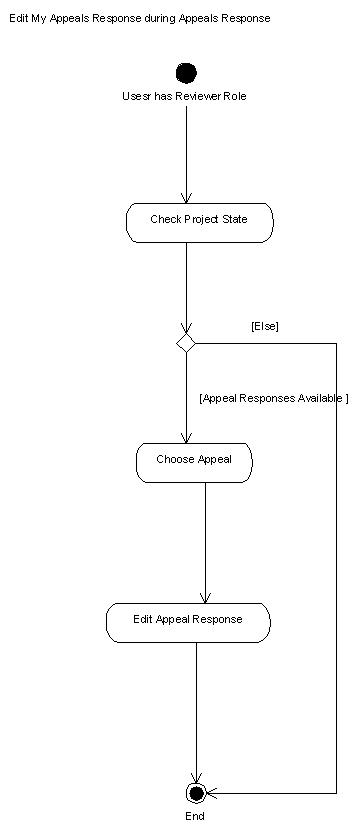 Edit My Appeals Response during Appeals Response
Usesr has Reviewer Role
Check Project State
[Else]
[Appeal Responses Available ]
Choose Appeal
Edit Appeal Response
End